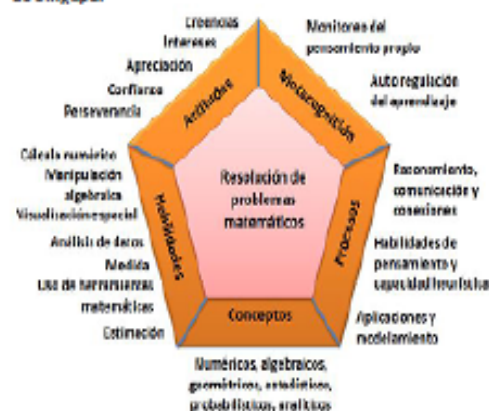 de Singapur
Creencias
Intereses
Apreciación
Confianza
Perseverancia
Actitudes
Monitoreo del
pensamiento propio
Autorregulación
del aprendizaje
Metacognición
Cálculo numérico
Manipulación
algebraica
Visualización espacial
Análisis de datos
Medida
Uso de herramientas
matemáticas
Estimación
Habilidades
Resolución de
problemas
matemáticos
Procesos
Razonamiento,
comunicación y
conexiones
Habilidades de
pensamiento y
capacidad heurística
Aplicaciones y
modelamiento
Conceptos
Numéricos, algebraicos,
geométricos, estadísticos,
probabilísticos, analíticos